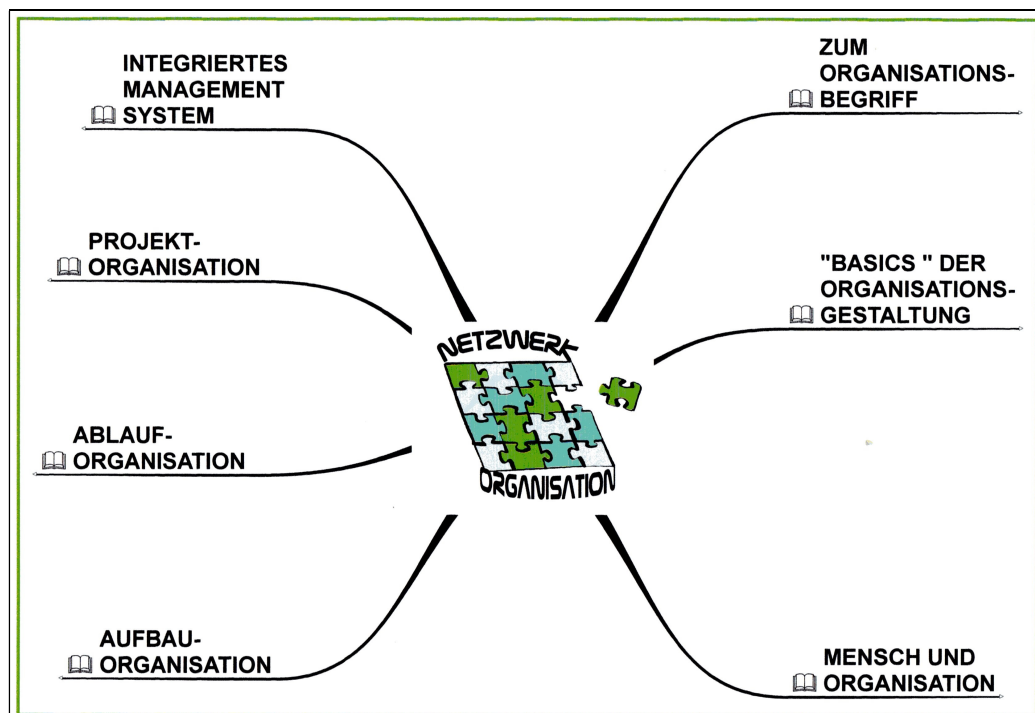 INTEGRIERTES
MANAGEMENT
SYSTEM
PROJEKT-
ORGANISATION
ABLAUF-
ORGANISATION
AUFBAU-
ORGANISATION
NETZWERK
ORGANISATION
ZUM
ORGANISATIONS-
BEGRIFF
"BASICS " DER
ORGANISATIONS-
GESTALTUNG
MENSCH UND
ORGANISATION